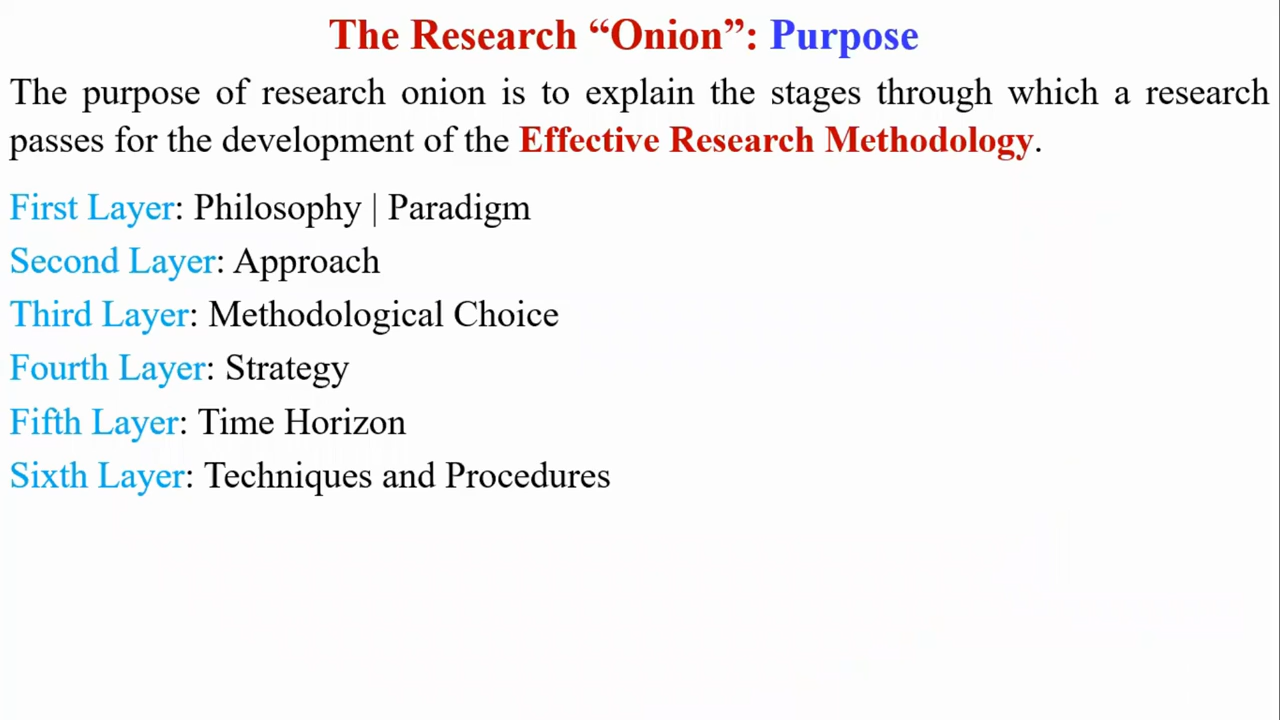 The Research “Onion”: Purpose
The purpose of research onion is to explain the stages through which a research
passes for the development of the Effective Research Methodology.
First Layer: Philosophy | Paradigm
Second Layer: Approach
Third Layer: Methodological Choice
Fourth Layer: Strategy
Fifth Layer: Time Horizon
Sixth Layer: Techniques and Procedures